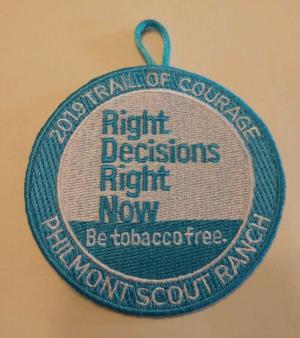 2019 TRAIL OF COURAGE
Right
Decisions
Right
Now
Be tobacco free.
PHILMONT SCOUT RANCH